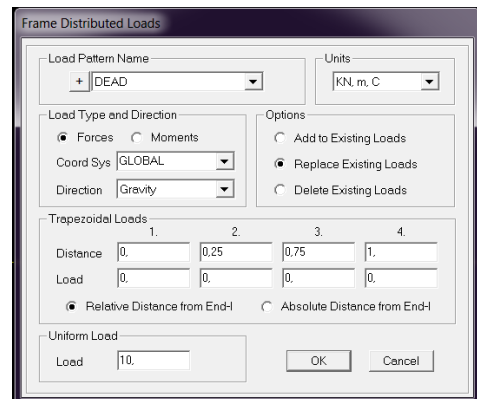 Frame Distributed Loads
Load Pattern Name
+ DEAD
Units
KN, m, C
Load Type and Direction
Forces Moments
Coord Sys GLOBAL
Direction Gravity
Options
Add to Existing Loads
Replace Existing Loads
Delete Existing Loads
Trapezoidal Loads
1. 2. 3. 4.
Distance 0, 0,25 0,75 1,
Load 0, 0, 0, 0,
Relative Distance from End-I Absolute Distance from End-I
Uniform Load
Load 10,
OK Cancel